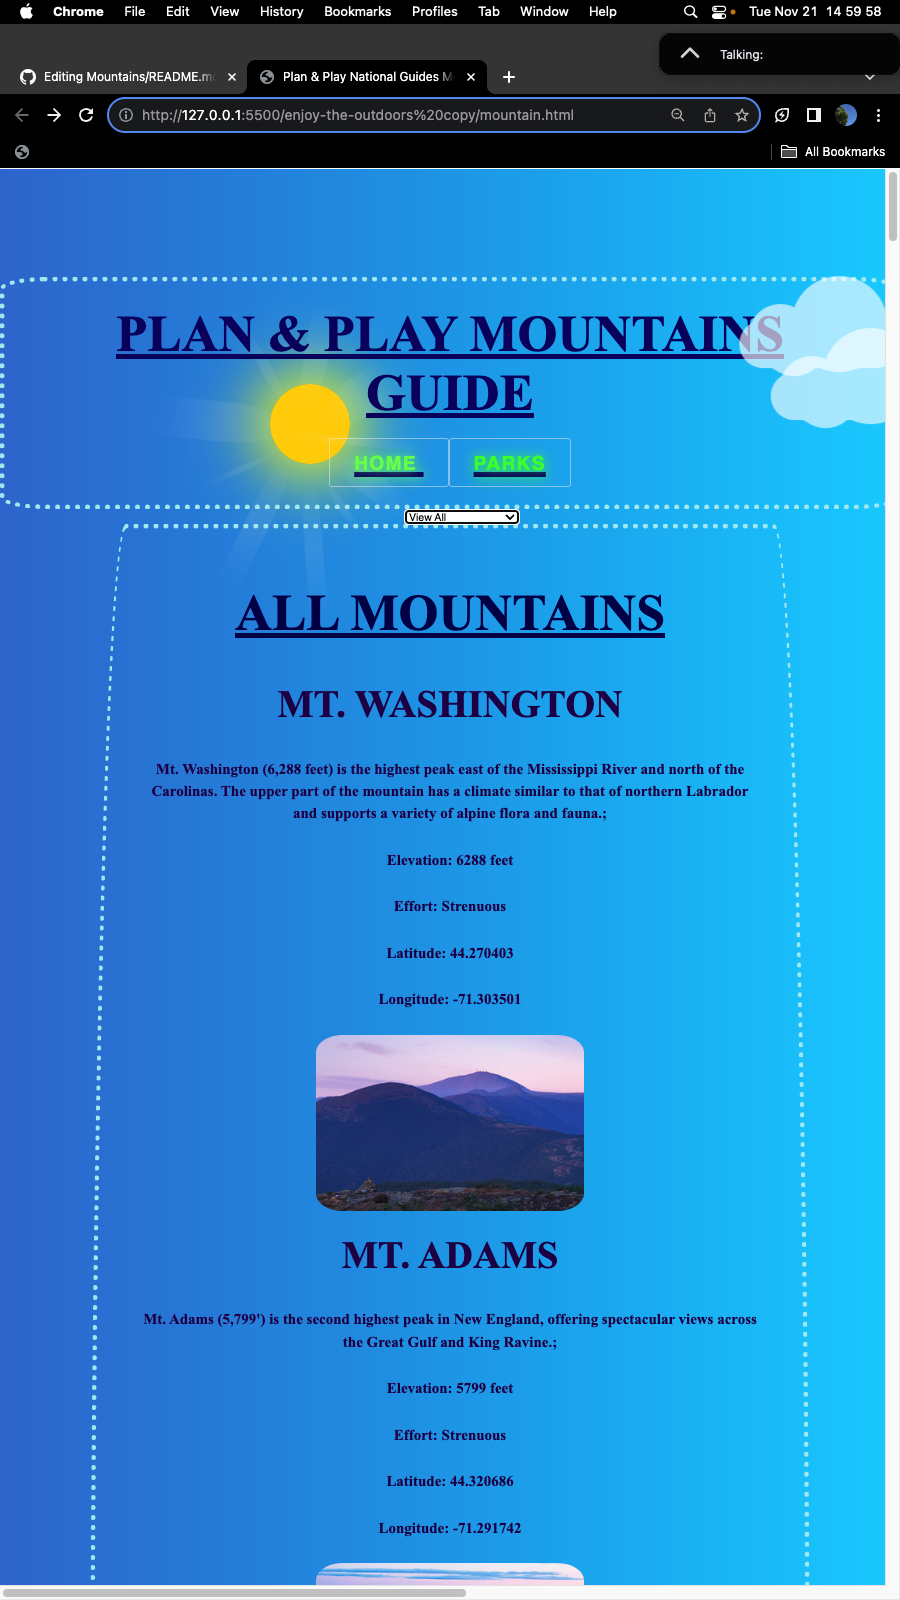 Chrome File Edit View History Bookmarks Profiles Tab Window Help Tue Nov 21 14 59 58
Talking:
Editing Mountains/README.m Plan & Play National Guides M
http://127.0.0.1:5500/enjoy-the-outdoors%20copy/mountain.html
All Bookmarks
PLAN & PLAY MOUNTAINS
GUIDE
HOME PARKS
View All
ALL MOUNTAINS
MT. WASHINGTON
Mt. Washington (6,288 feet) is the highest peak east of the Mississippi River and north of the
Carolinas. The upper part of the mountain has a climate similar to that of northern Labrador
and supports a variety of alpine flora and fauna.;
Elevation: 6288 feet
Effort: Strenuous
Latitude: 44.270403
Longitude: -71.303501
MT. ADAMS
Mt. Adams (5,799') is the second highest peak in New England, offering spectacular views across
the Great Gulf and King Ravine.;
Elevation: 5799 feet
Effort: Strenuous
Latitude: 44.320686
Longitude: -71.291742